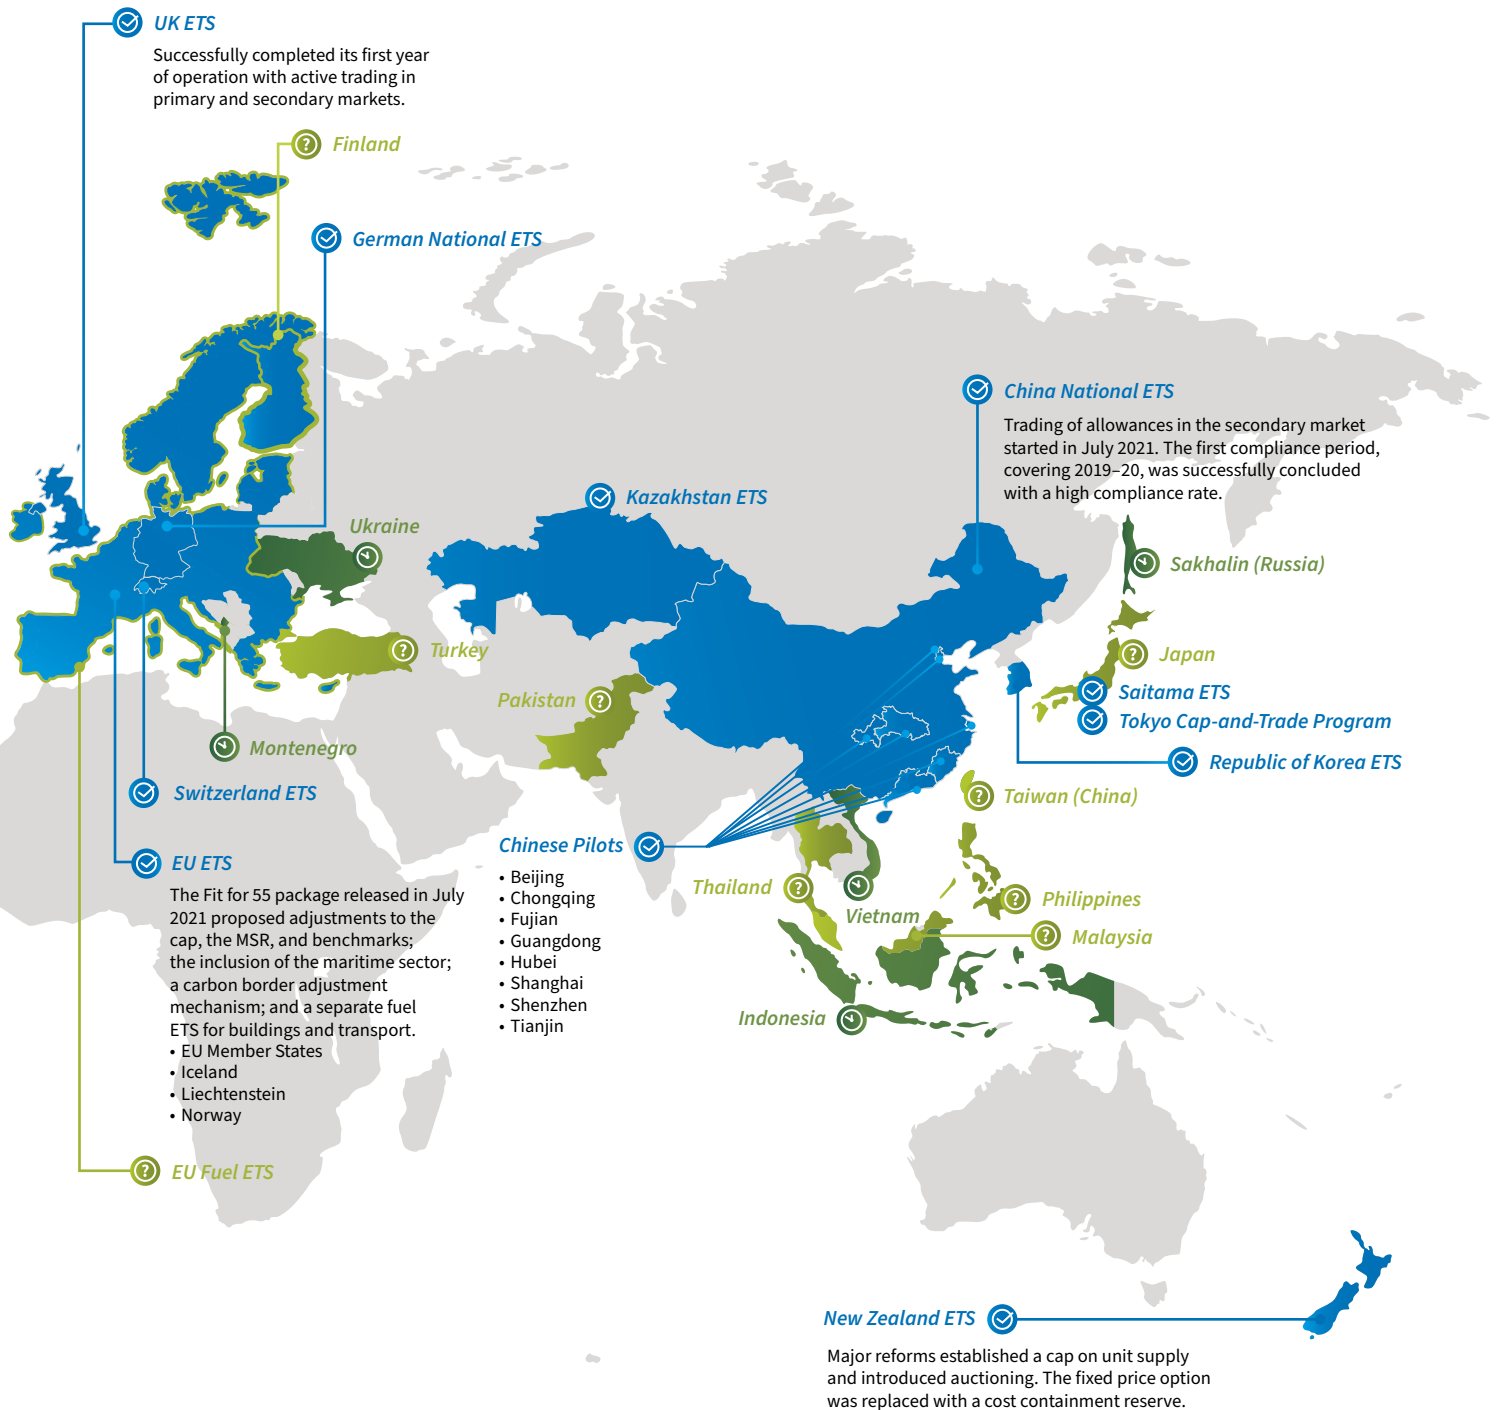 UK ETS
Successfully completed its first year
of operation with active trading in
primary and secondary markets.
Finland
German National ETS
China National ETS
Trading of allowances in the secondary market
started in July 2021. The first compliance period,
covering 2019–20, was successfully concluded
with a high compliance rate.
Kazakhstan ETS
Ukraine
Sakhalin (Russia)
Turkey
Japan
Pakistan
Saitama ETS
Tokyo Cap-and-Trade Program
Montenegro
Republic of Korea ETS
Switzerland ETS
Taiwan (China)
Chinese Pilots
• Beijing
• Chongqing
• Fujian
• Guangdong
• Hubei
• Shanghai
• Shenzhen
• Tianjin
EU ETS
The Fit for 55 package released in July
2021 proposed adjustments to the
cap, the MSR, and benchmarks;
the inclusion of the maritime sector;
a carbon border adjustment
mechanism; and a separate fuel
ETS for buildings and transport.
• EU Member States
• Iceland
• Liechtenstein
• Norway
Thailand
Vietnam
Philippines
Malaysia
Indonesia
EU Fuel ETS
New Zealand ETS
Major reforms established a cap on unit supply
and introduced auctioning. The fixed price option
was replaced with a cost containment reserve.